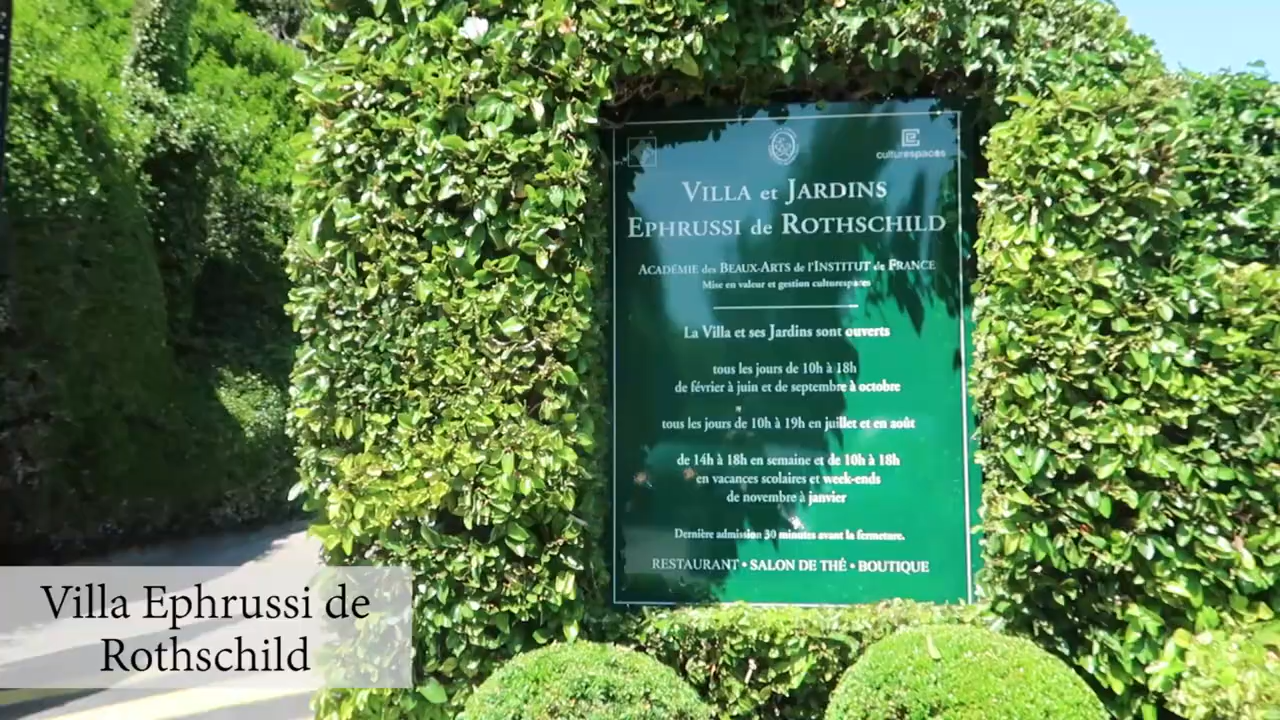 culturespaces
VILLA et JARDINS
EPHRUSSI de ROTHSCHILD
ACADÉMIE des BEAUX-ARTS de l'INSTITUT de FRANCE
Mise en valeur et gestion culturespaces
La Villa et ses Jardins sont ouverts
tous les jours de 10h à 18h
de février à juin et de septembre à octobre
tous les jours de 10h à 19h en juillet et en août
de 14h à 18h en semaine et de 10h à 18h
en vacances scolaires et week-ends
de novembre à janvier
Dernière admission 30 minutes avant la fermeture.
RESTAURANT • SALON DE THÉ • BOUTIQUE
Villa Ephrussi de
Rothschild